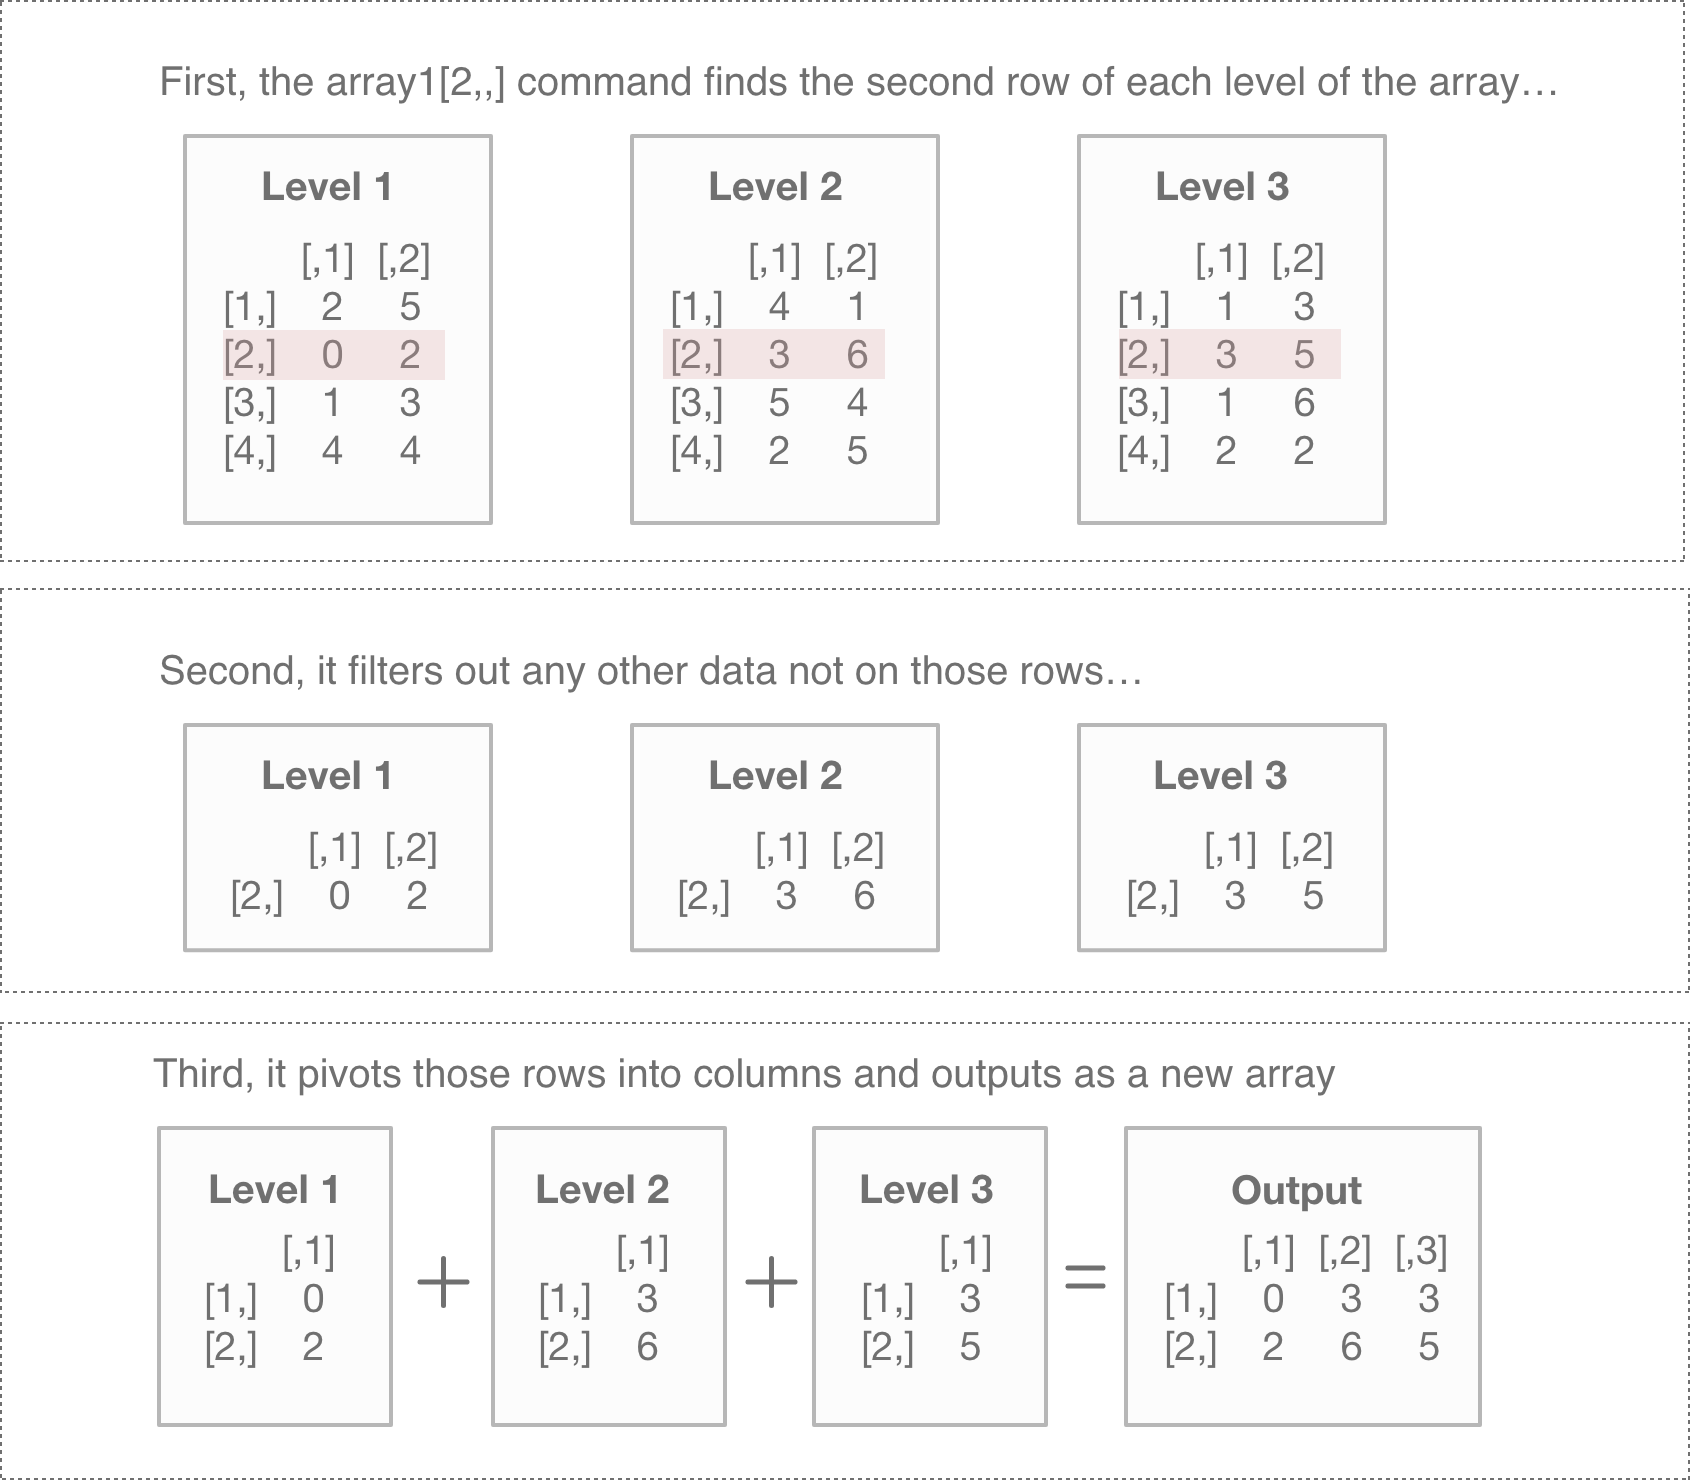 First, the array1[2,,] command finds the second row of each level of the array…
Level 1 Level 2 Level 3
[,1] [,2] [,1] [,2] [,1] [,2]
[1,] 2 5 [1,] 4 1 [1,] 1 3
[2,] 0 2 [2,] 3 6 [2,] 3 5
[3,] 1 3 [3,] 5 4 [3,] 1 6
[4,] 4 4 [4,] 2 5 [4,] 2 2
Second, it filters out any other data not on those rows…
Level 1 Level 2 Level 3
[,1] [,2] [,1] [,2] [,1] [,2]
[2,] 0 2 [2,] 3 6 [2,] 3 5
Third, it pivots those rows into columns and outputs as a new array
Level 1 Level 2 Level 3 Output
[,1] [,1] [,1] [,1] [,2] [,3]
[1,] 0 + [1,] 3 + [1,] 3 = [1,] 0 3 3
[2,] 2 [2,] 6 [2,] 5 [2,] 2 6 5